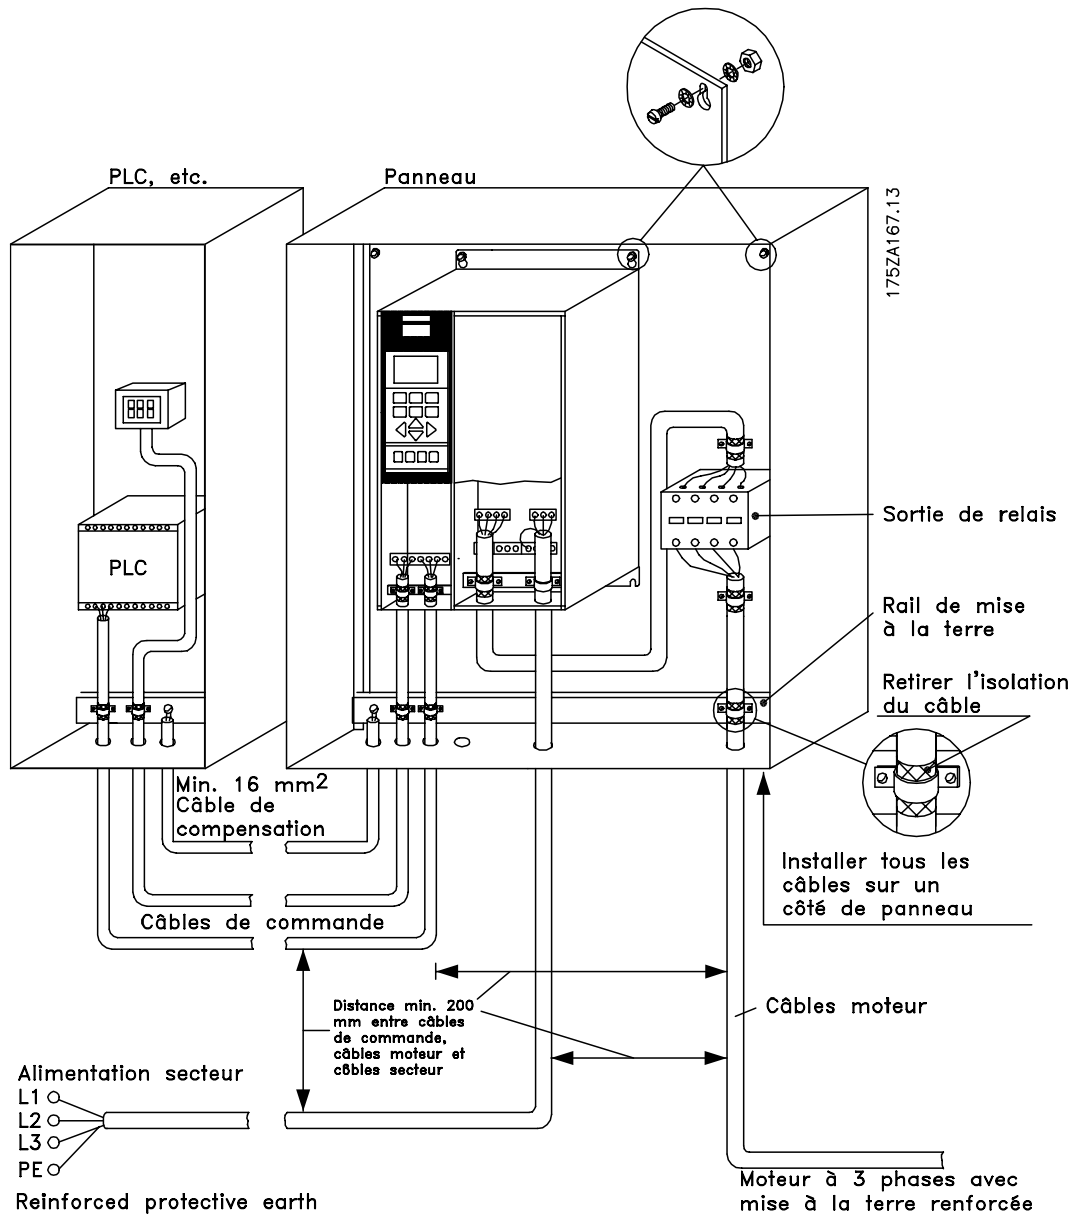 PLC, etc.
Panneau
175ZA167.13
PLC
Sortie de relais
Rail de mise
à la terre
Retirer l'isolation
du câble
Min. 16 mm2
Câble de
compensation
Installer tous les
câbles sur un
côté de panneau
Câbles de commande
Distance min. 200
mm entre câbles
de commande,
câbles moteur et
côbles secteur
Câbles moteur
Alimentation secteur
L1
L2
L3
PE
Reinforced protective earth
Moteur à 3 phases avec
mise à la terre renforcée